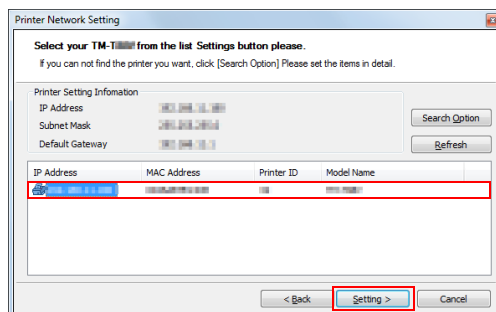 Printer Network Setting
Select your TM-T from the list Settings button please.
If you can not find the printer you want, click [Search Option] Please set the items in detail.
Printer Setting Infomation
IP Address
Subnet Mask
Default Gateway
Search Option
Refresh
IP Address MAC Address Printer ID Model Name
< Back Setting > Cancel